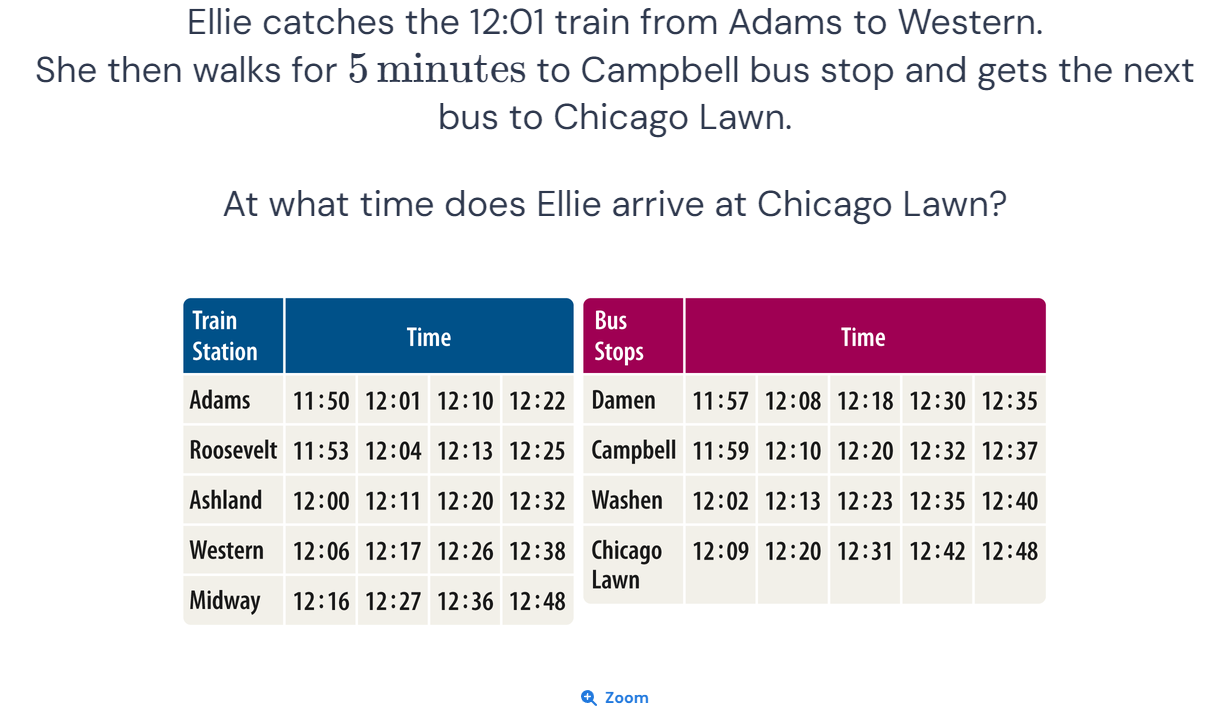 Ellie catches the 12:01 train from Adams to Western.
She then walks for 5 minutes to Campbell bus stop and gets the next
bus to Chicago Lawn.
At what time does Ellie arrive at Chicago Lawn?
Train Station Time
Adams 11:50 12:01 12:10 12:22
Roosevelt 11:53 12:04 12:13 12:25
Ashland 12:00 12:11 12:20 12:32
Western 12:06 12:17 12:26 12:38
Midway 12:16 12:27 12:36 12:48
Bus Stops Time
Damen 11:57 12:08 12:18 12:30 12:35
Campbell 11:59 12:10 12:20 12:32 12:37
Washen 12:02 12:13 12:23 12:35 12:40
Chicago Lawn 12:09 12:20 12:31 12:42 12:48
Zoom